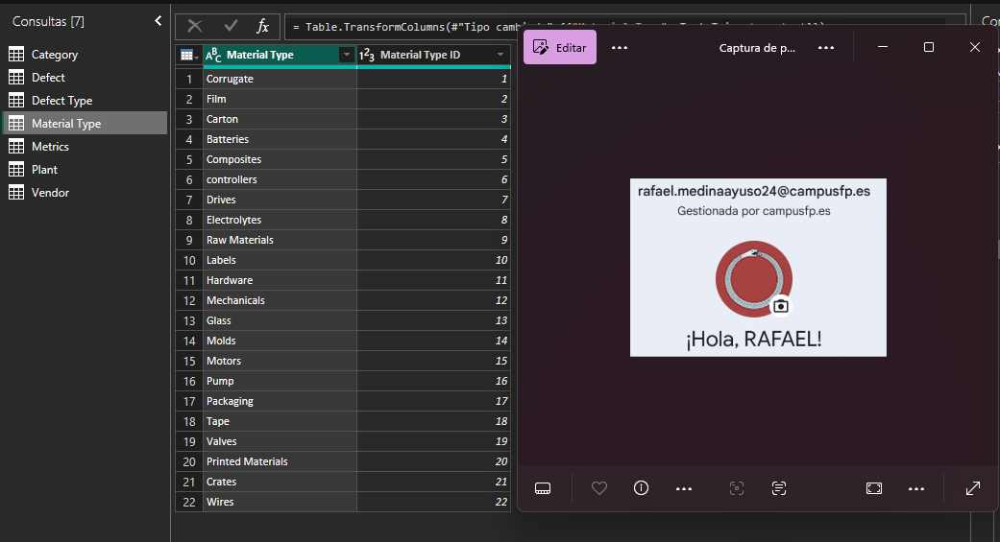 Consultas [7]
Category
Defect
Defect Type
Material Type
Metrics
Plant
Vendor
fx
= Table.TransformColumns(#"Tipo
ABC Material Type
123 Material Type ID
1 Corrugate 1
2 Film 2
3 Carton 3
4 Batteries 4
5 Composites 5
6 controllers 6
7 Drives 7
8 Electrolytes 8
9 Raw Materials 9
10 Labels 10
11 Hardware 11
12 Mechanicals 12
13 Glass 13
14 Molds 14
15 Motors 15
16 Pump 16
17 Packaging 17
18 Tape 18
19 Valves 19
20 Printed Materials 20
21 Crates 21
22 Wires 22
Editar
Captura de p...
rafael.medinaayuso24@campusfp.es
Gestionada por campusfp.es
¡Hola, RAFAEL!